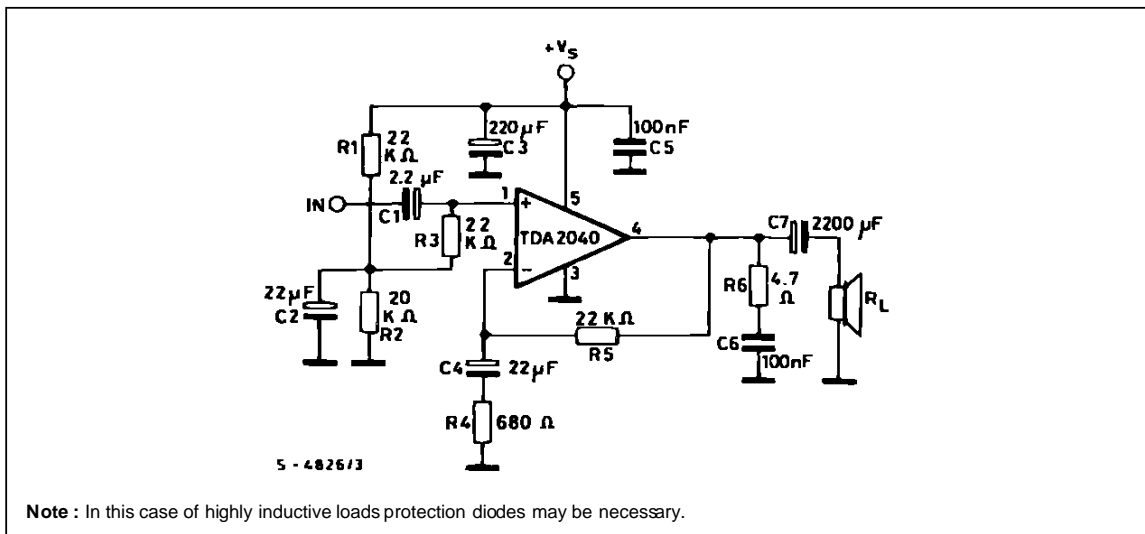 +Vs
220µF
C3
100nF
C5
R1
22
KΩ
2.2 µF
IN
C1
1
+
5
R3
22
KΩ
TDA2040
4
2
−
3
C7
2200 µF
22µF
C2
20
KΩ
R2
22 KΩ
R5
R6
4.7
Ω
RL
C6
100nF
C4
22µF
R4
680 Ω
S - 4826/3
Note : In this case of highly inductive loads protection diodes may be necessary.